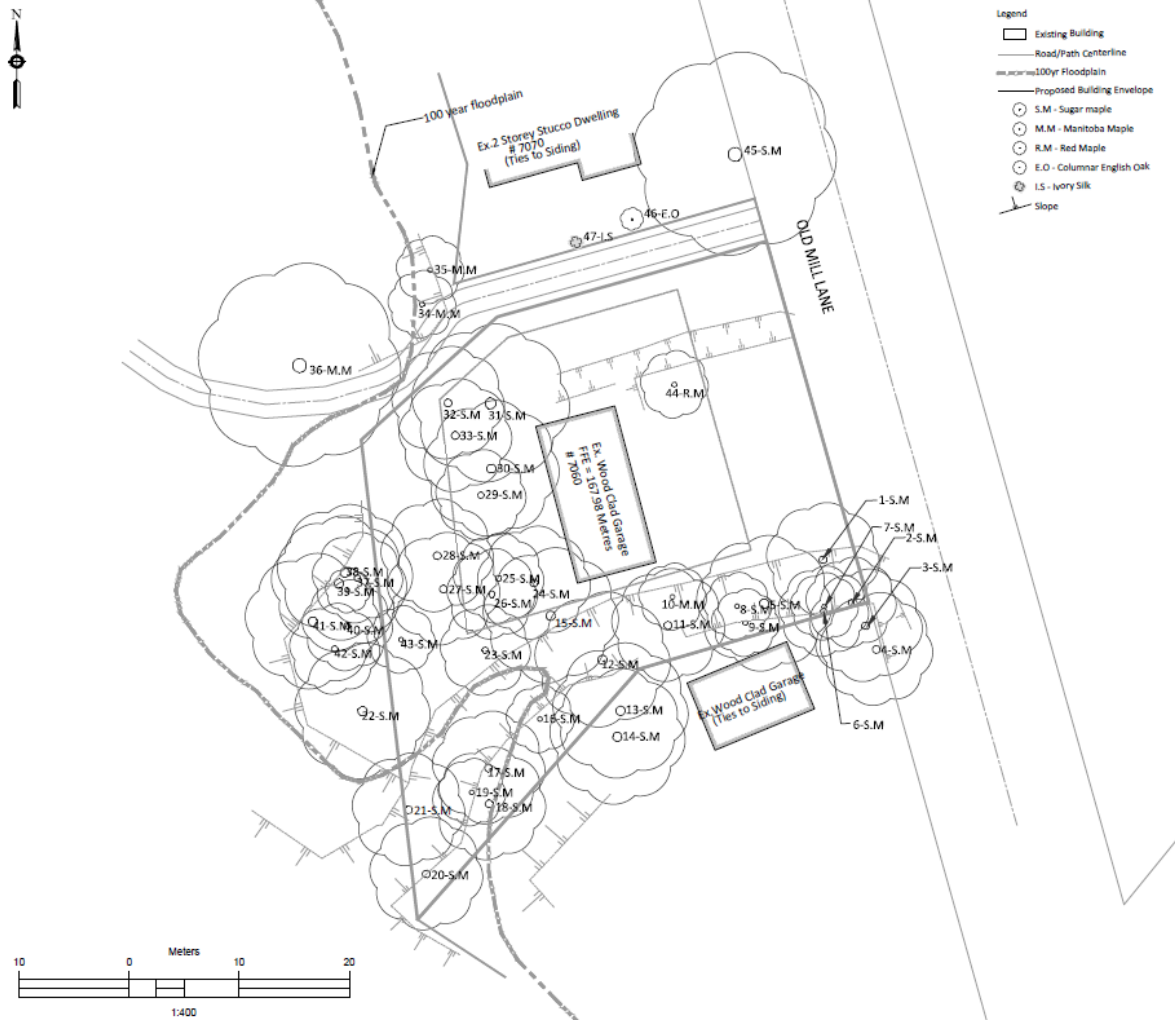 N
Legend
Existing Building
Road/Path Centerline
100yr Floodplain
Proposed Building Envelope
S.M - Sugar maple
M.M - Manitoba Maple
R.M - Red Maple
E.O - Columnar English Oak
I.S - Ivory Silk
Slope
100 year floodplain
Ex.2 Storey Stucco Dwelling
# 7070
(Ties to Siding)
45-S.M
46-E.O
47-I.S
OLD MILL LANE
35-M.M
34-M.M
36-M.M
44-R.M
32-S.M
31-S.M
33-S.M
30-S.M
29-S.M
Ex. Wood Clad Garage
FFE = 167.98 Metres
# 7060
1-S.M
7-S.M
2-S.M
3-S.M
28-S.M
38-S.M
37-S.M
39-S.M
27-S.M
25-S.M
24-S.M
26-S.M
10-M.M
8-S.M
5-S.M
15-S.M
11-S.M
9-S.M
41-S.M
40-S.M
43-S.M
42-S.M
23-S.M
12-S.M
4-S.M
Ex.Wood Clad Garage
(Ties to Siding)
22-S.M
16-S.M
13-S.M
14-S.M
6-S.M
17-S.M
19-S.M
18-S.M
21-S.M
20-S.M
Meters
10 0 10 20
1:400